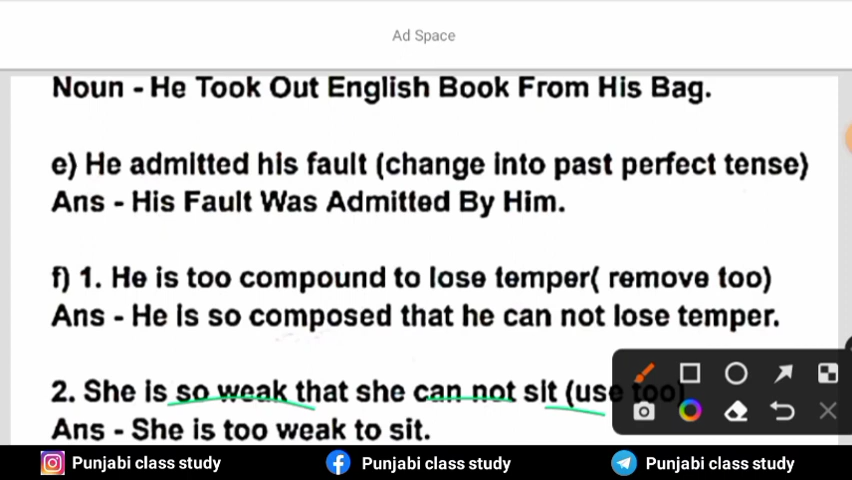 Ad Space
Noun - He Took Out English Book From His Bag.
e) He admitted his fault (change into past perfect tense)
Ans - His Fault Was Admitted By Him.
f) 1. He is too compound to lose temper( remove too)
Ans - He is so composed that he can not lose temper.
2. She is so weak that she can not sit (use too)
Ans - She is too weak to sit.
Punjabi class study Punjabi class study Punjabi class study